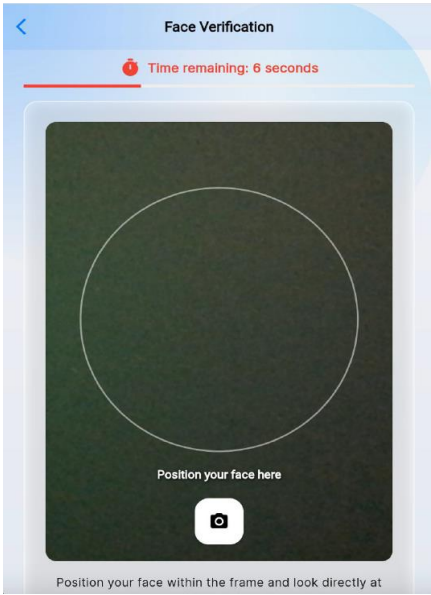 Face Verification
Time remaining: 6 seconds
Position your face here
Position your face within the frame and look directly at